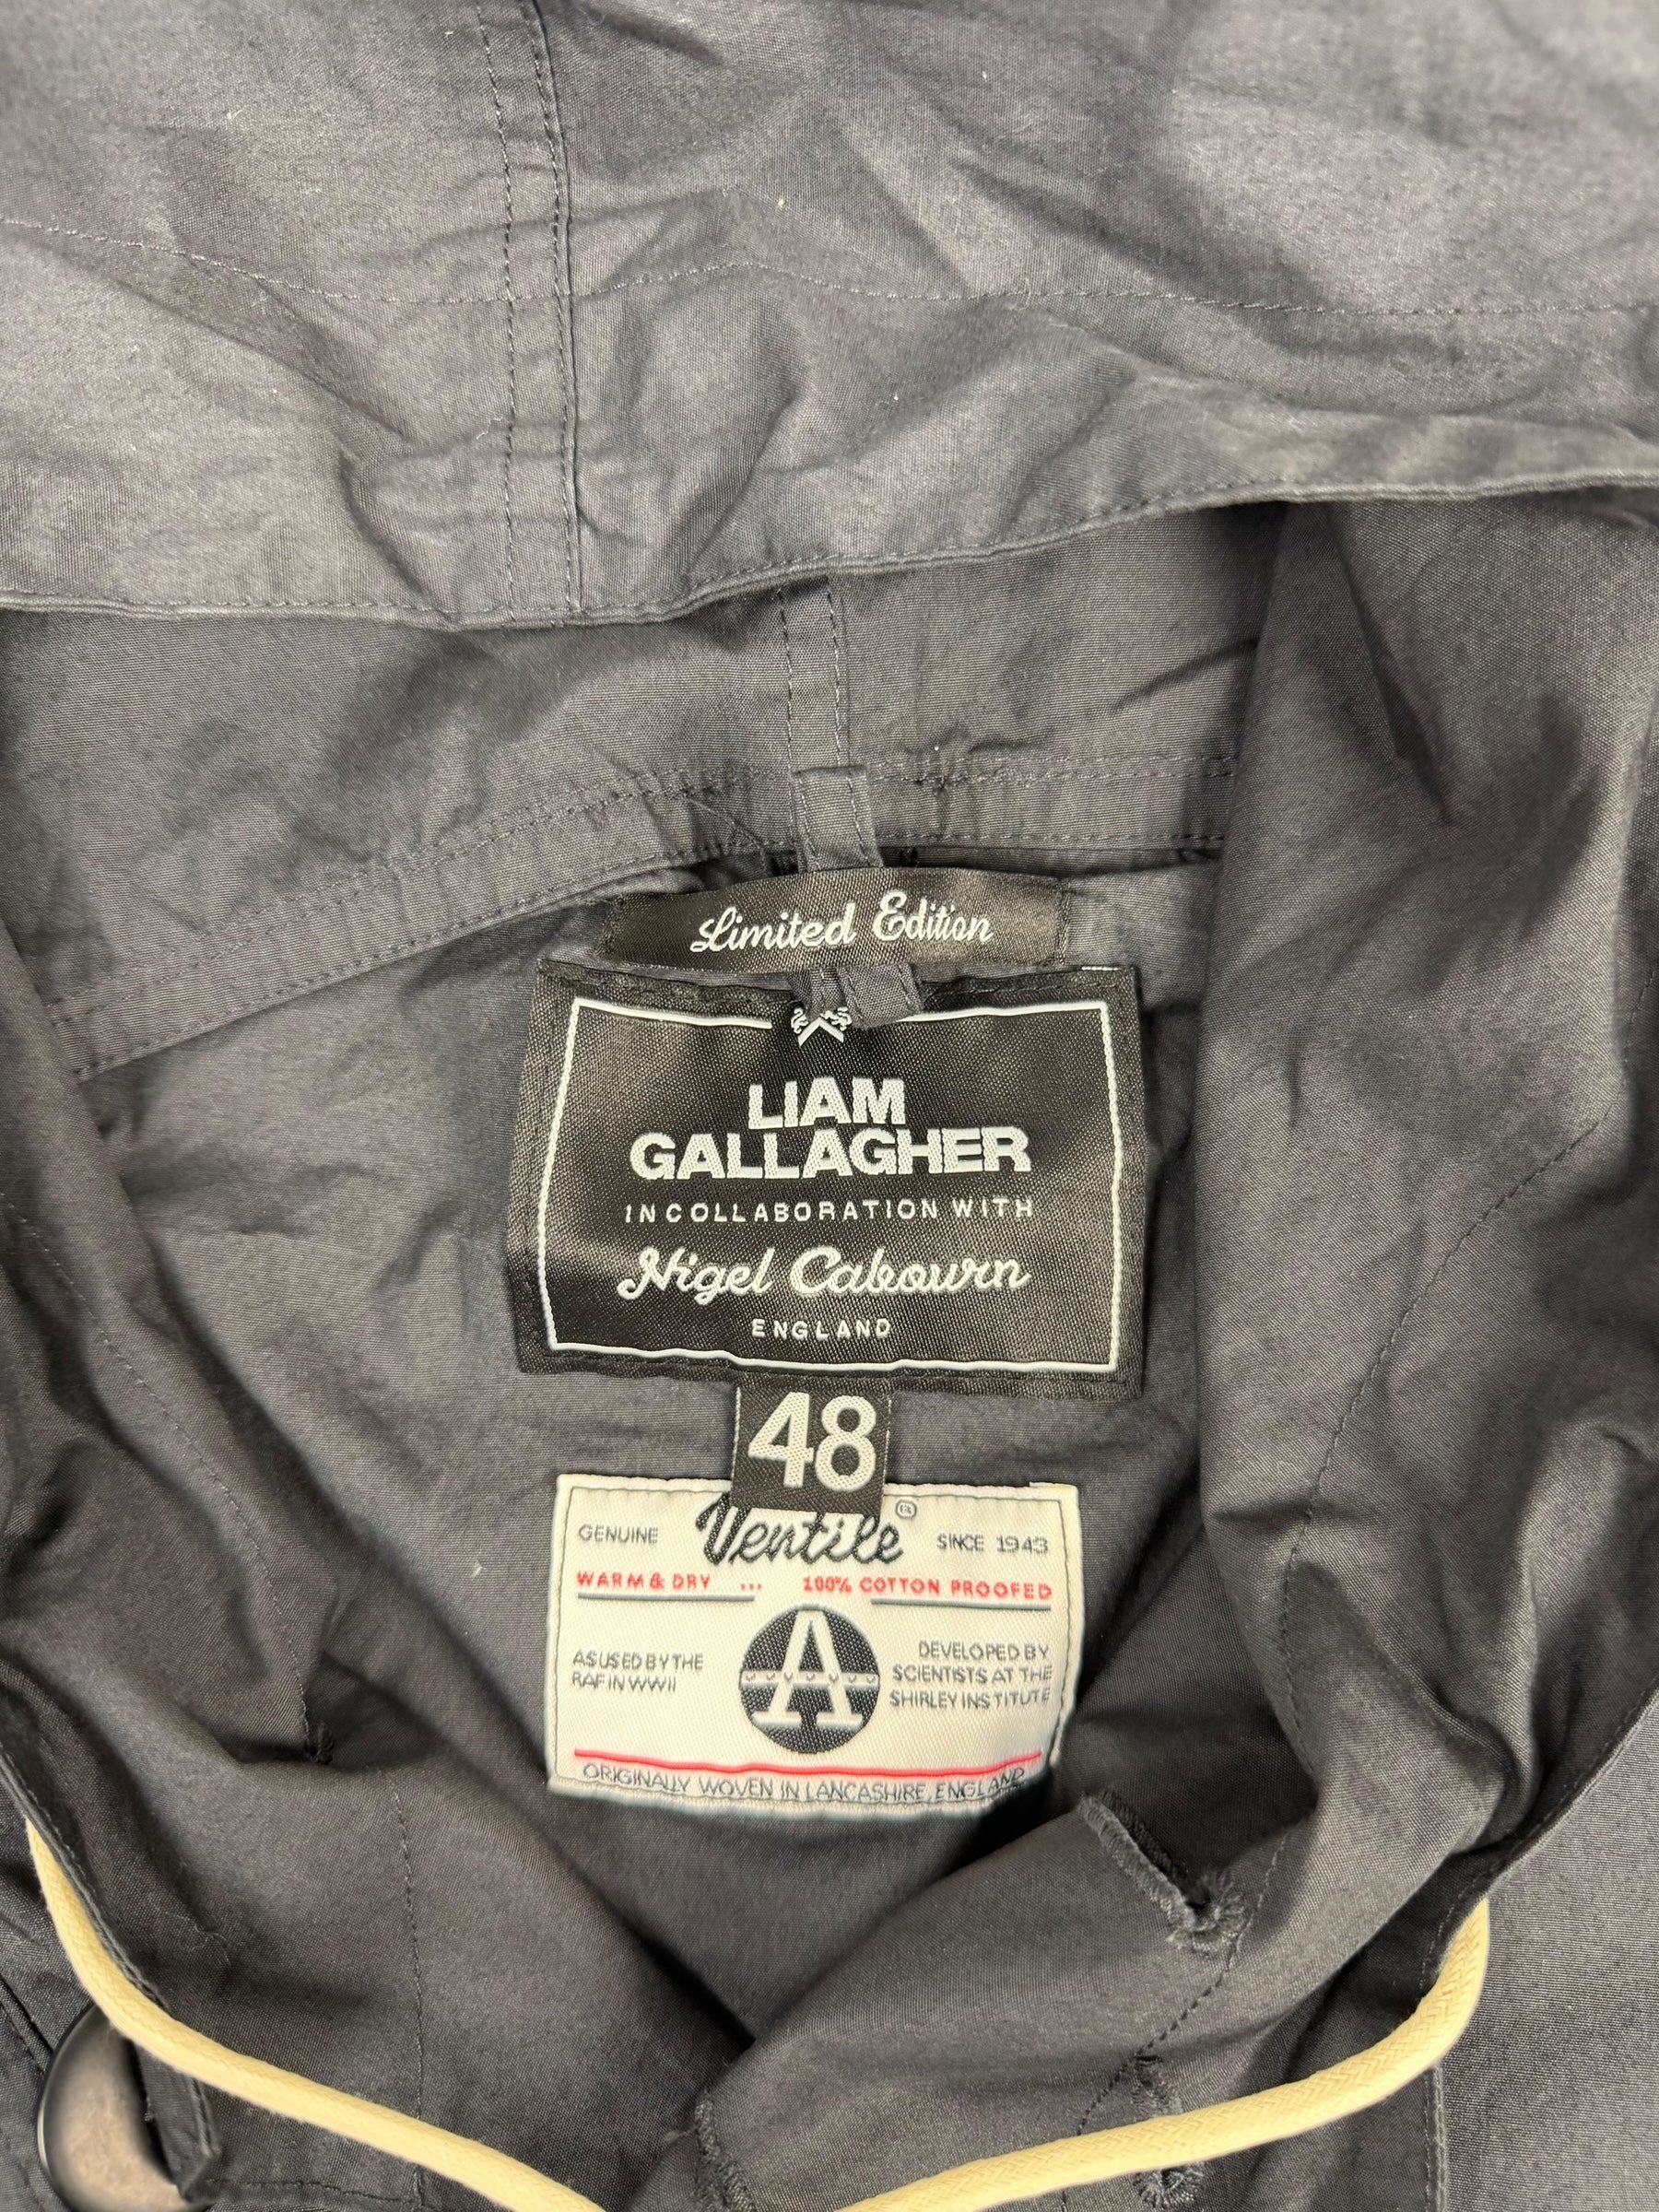 Limited Edition
LIAM
GALLAGHER
IN COLLABORATION WITH
Nigel Cabourn
ENGLAND
48
GENUINE Ventile® SINCE 1943
WARM & DRY ... 100% COTTON PROOFED
AS USED BY THE
RAF IN WWII
A
DEVELOPED BY
SCIENTISTS AT THE
SHIRLEY INSTITUTE
ORIGINALLY WOVEN IN LANCASHIRE, ENGLAND